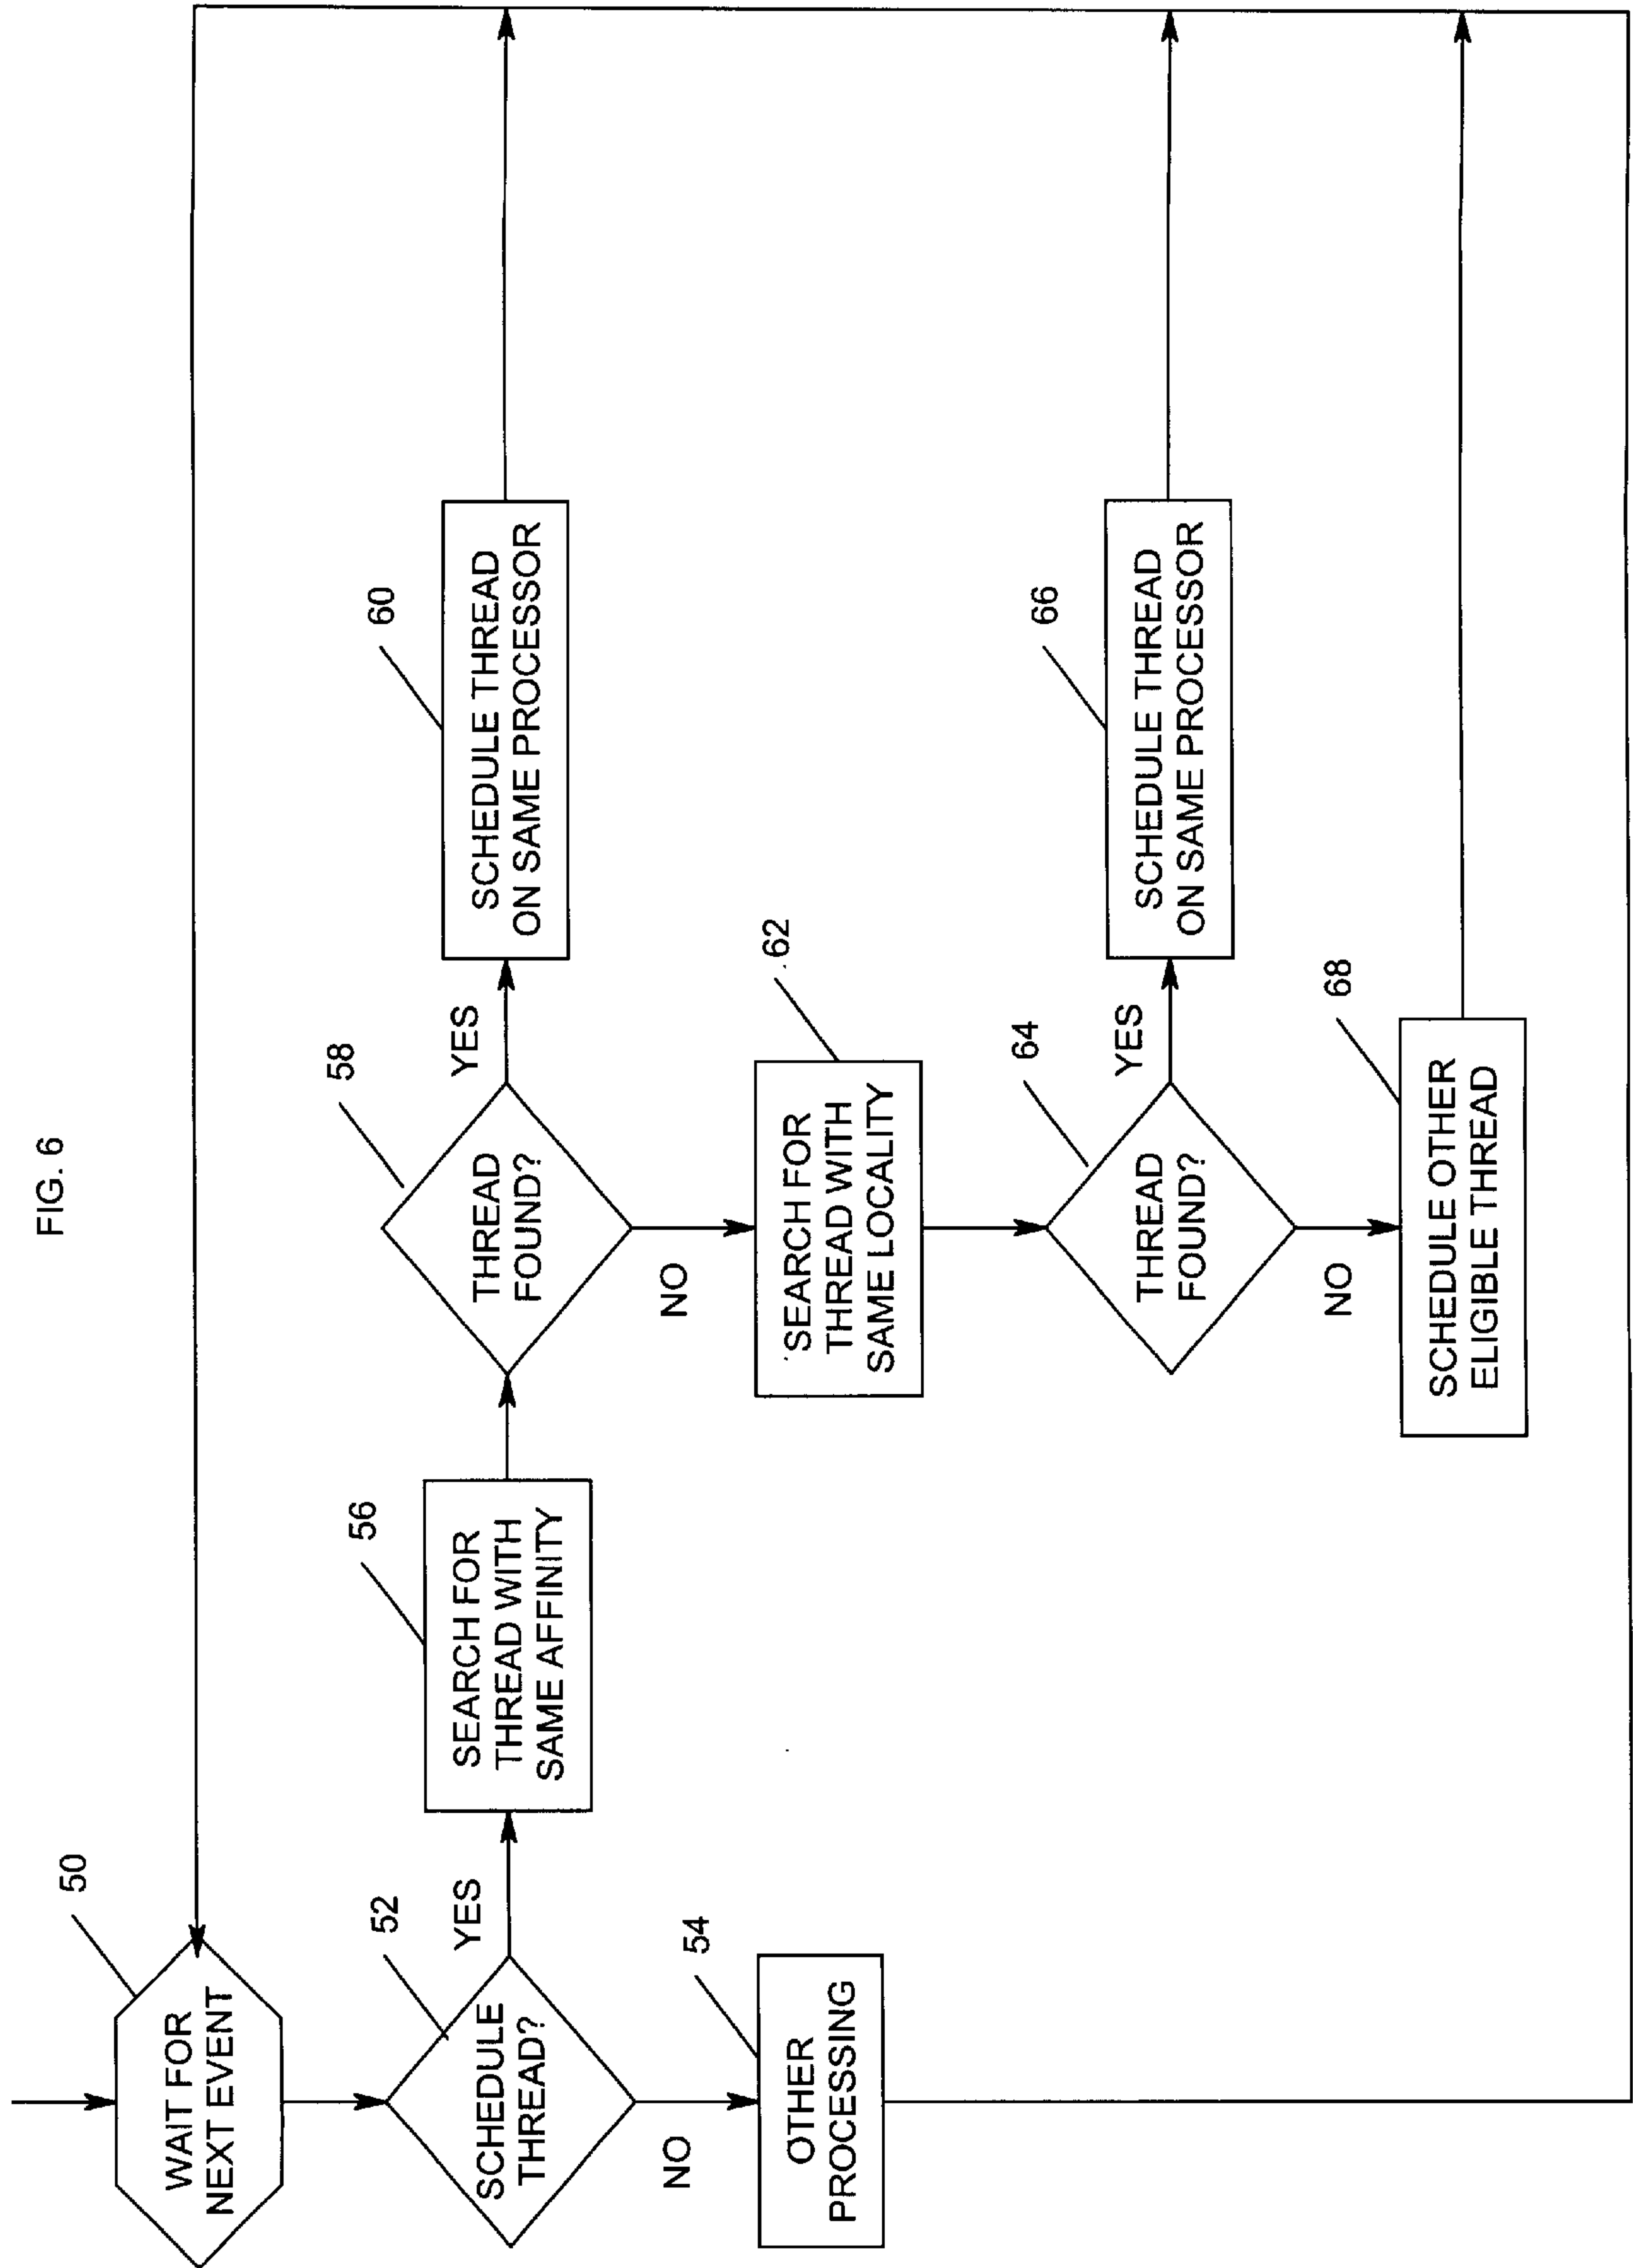 FIG. 6
50
WAIT FOR
NEXT EVENT
52
SCHEDULE
THREAD?
YES
NO
54
OTHER
PROCESSING
56
SEARCH FOR
THREAD WITH
SAME AFFINITY
58
THREAD
FOUND?
YES
NO
60
SCHEDULE THREAD
ON SAME PROCESSOR
62
SEARCH FOR
THREAD WITH
SAME LOCALITY
64
THREAD
FOUND?
YES
NO
66
SCHEDULE THREAD
ON SAME PROCESSOR
68
SCHEDULE OTHER
ELIGIBLE THREAD